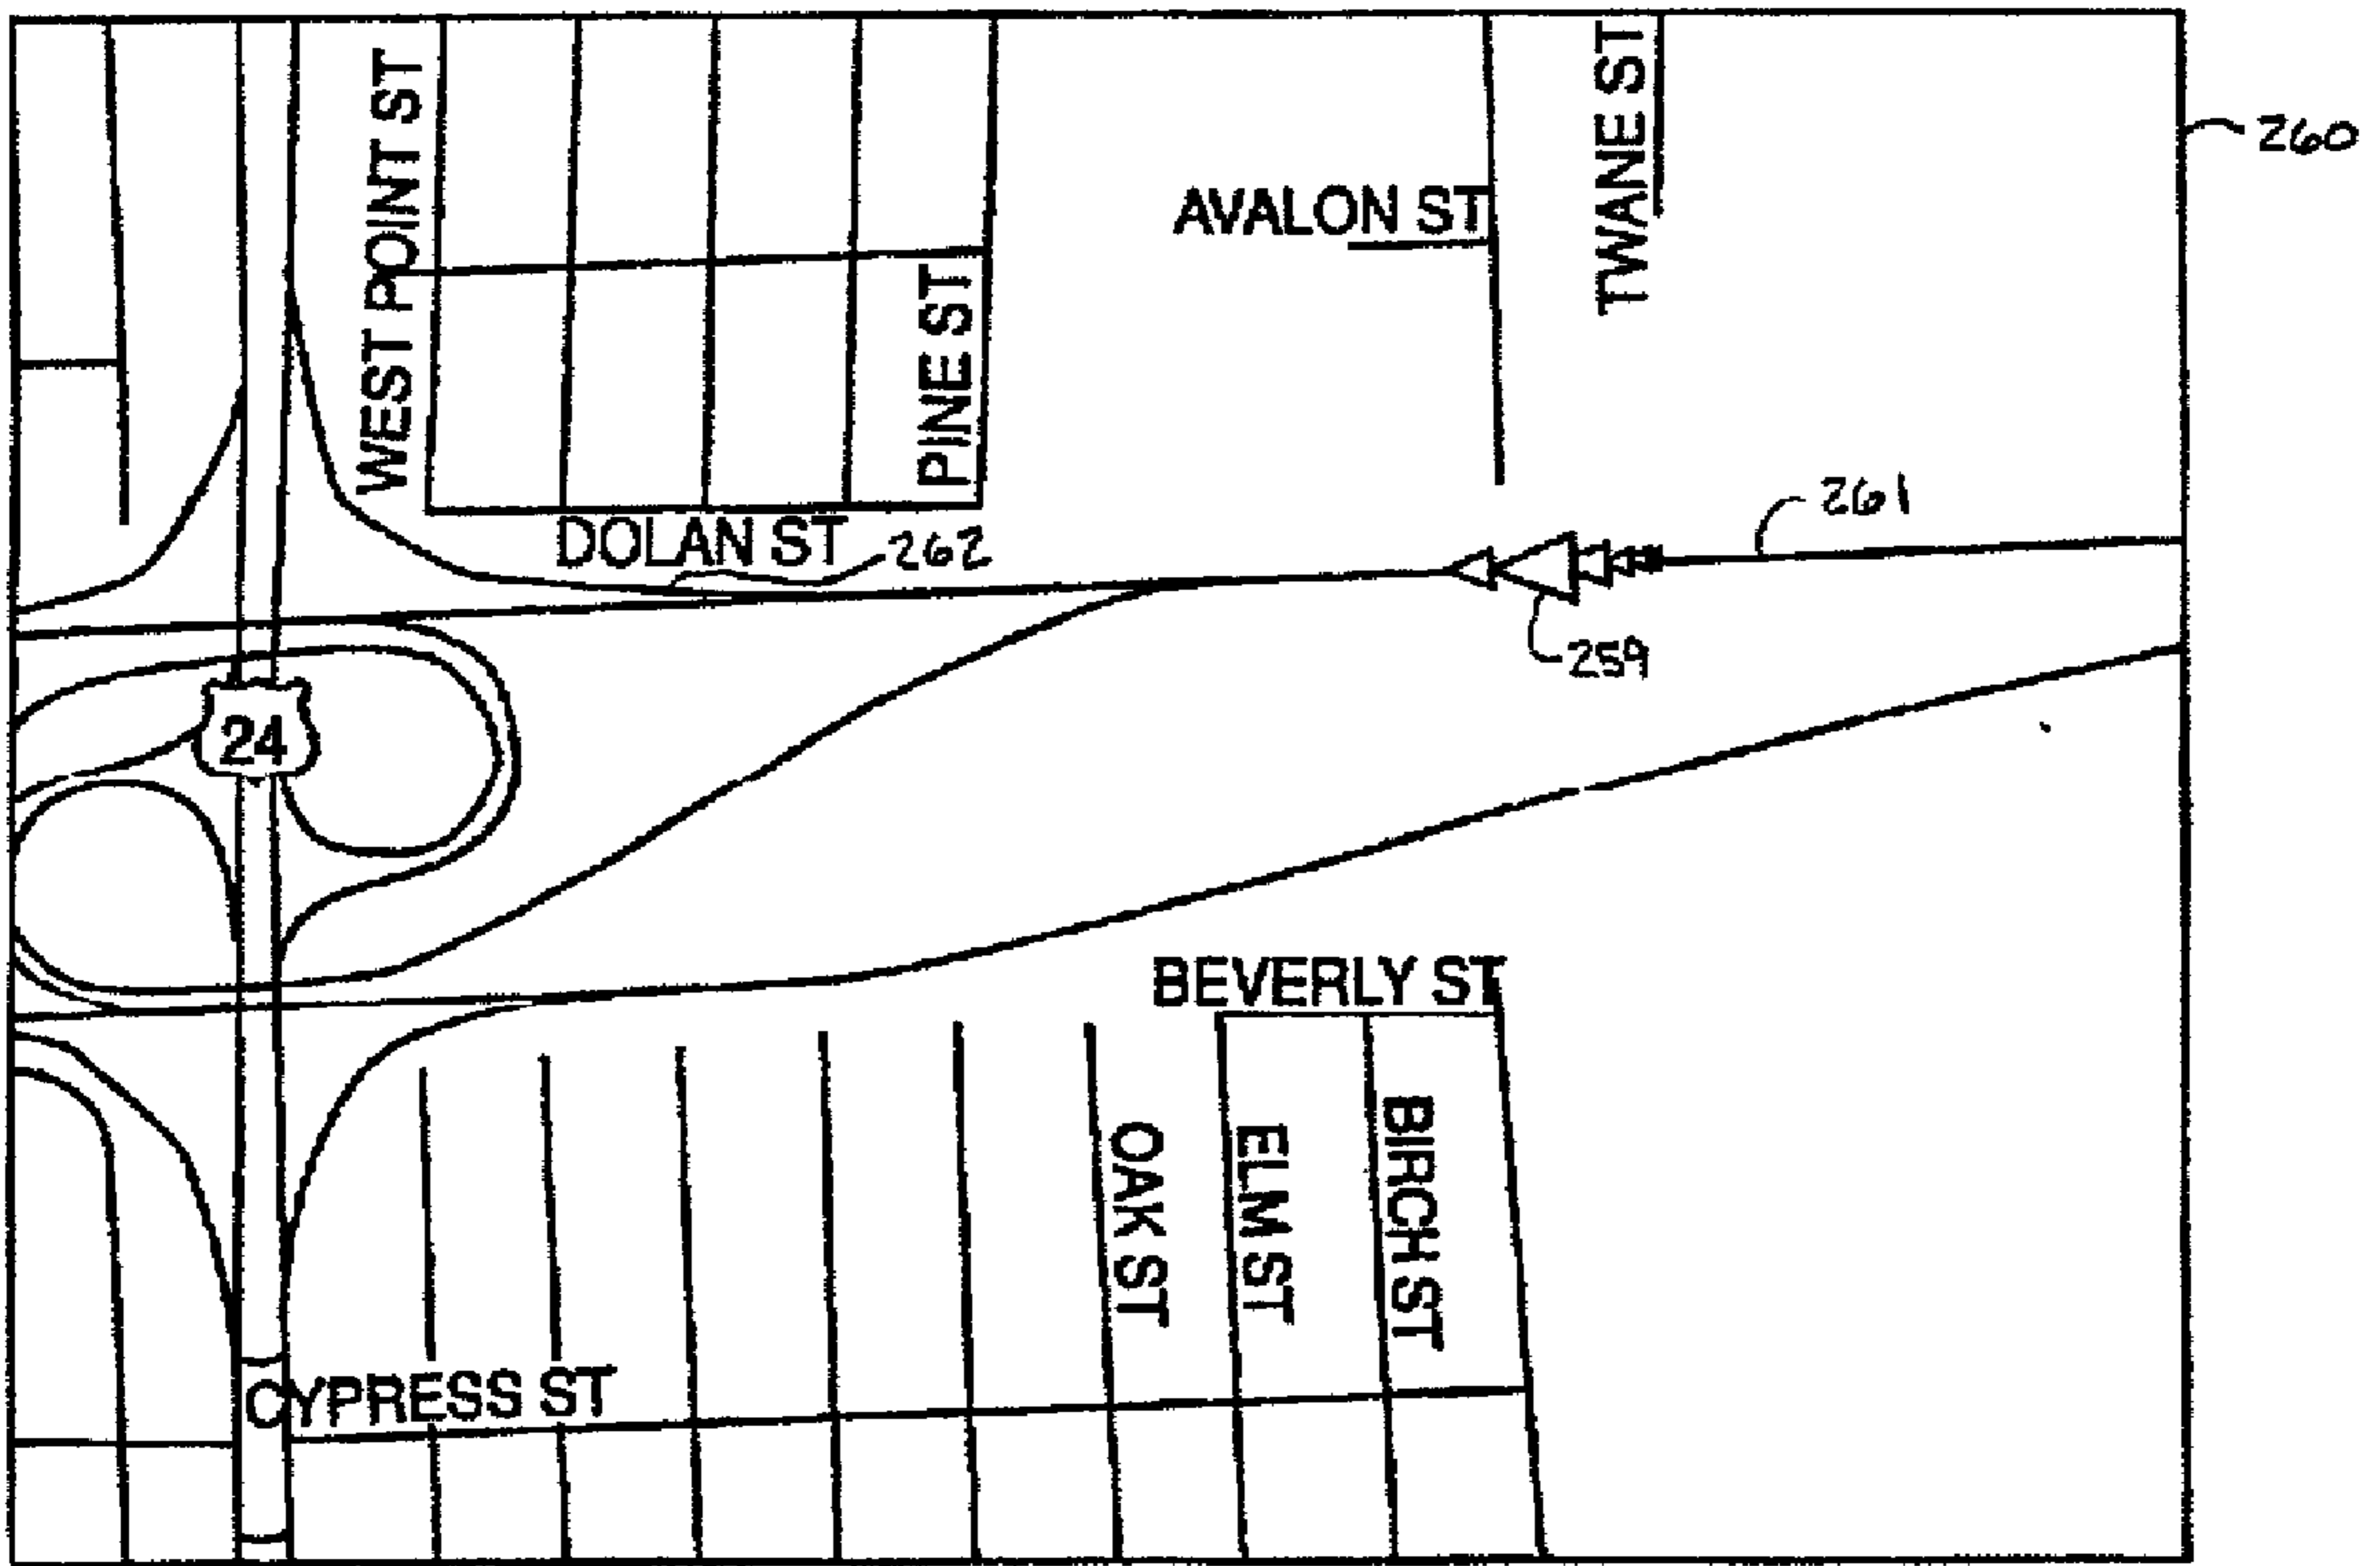 WEST POINT ST
TWANE ST
260
AVALON ST
PINE ST
261
DOLAN ST
262
259
24
BEVERLY ST
OAK ST
ELM ST
BIRCH ST
CYPRESS ST